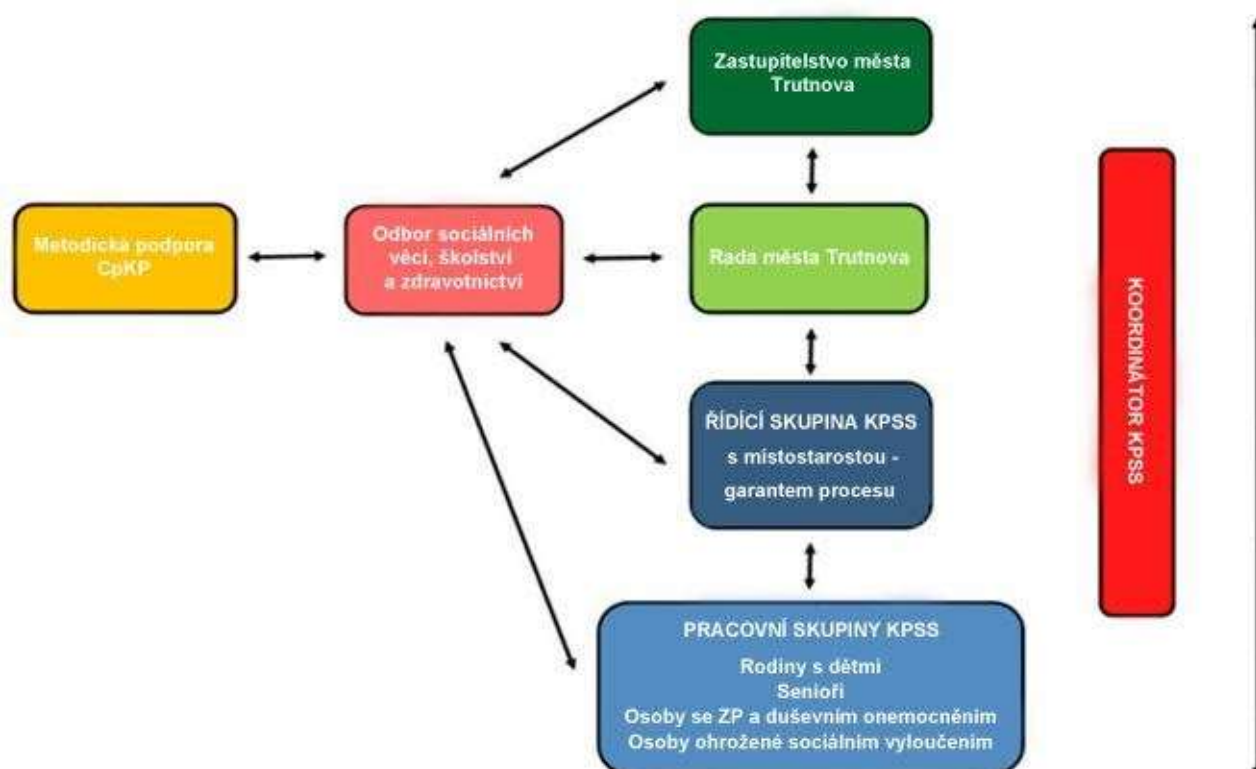 Zastupitelstvo města
Trutnova
Metodická podpora
CpKP
Odbor sociálních
věcí, školství
a zdravotnictví
Rada města Trutnova
ŘÍDÍCÍ SKUPINA KPSS
s místostarostou -
garantem procesu
PRACOVNÍ SKUPINY KPSS
Rodiny s dětmi
Senioři
Osoby se ZP a duševním onemocněním
Osoby ohrožené sociálním vyloučením
KOORDINÁTOR KPSS